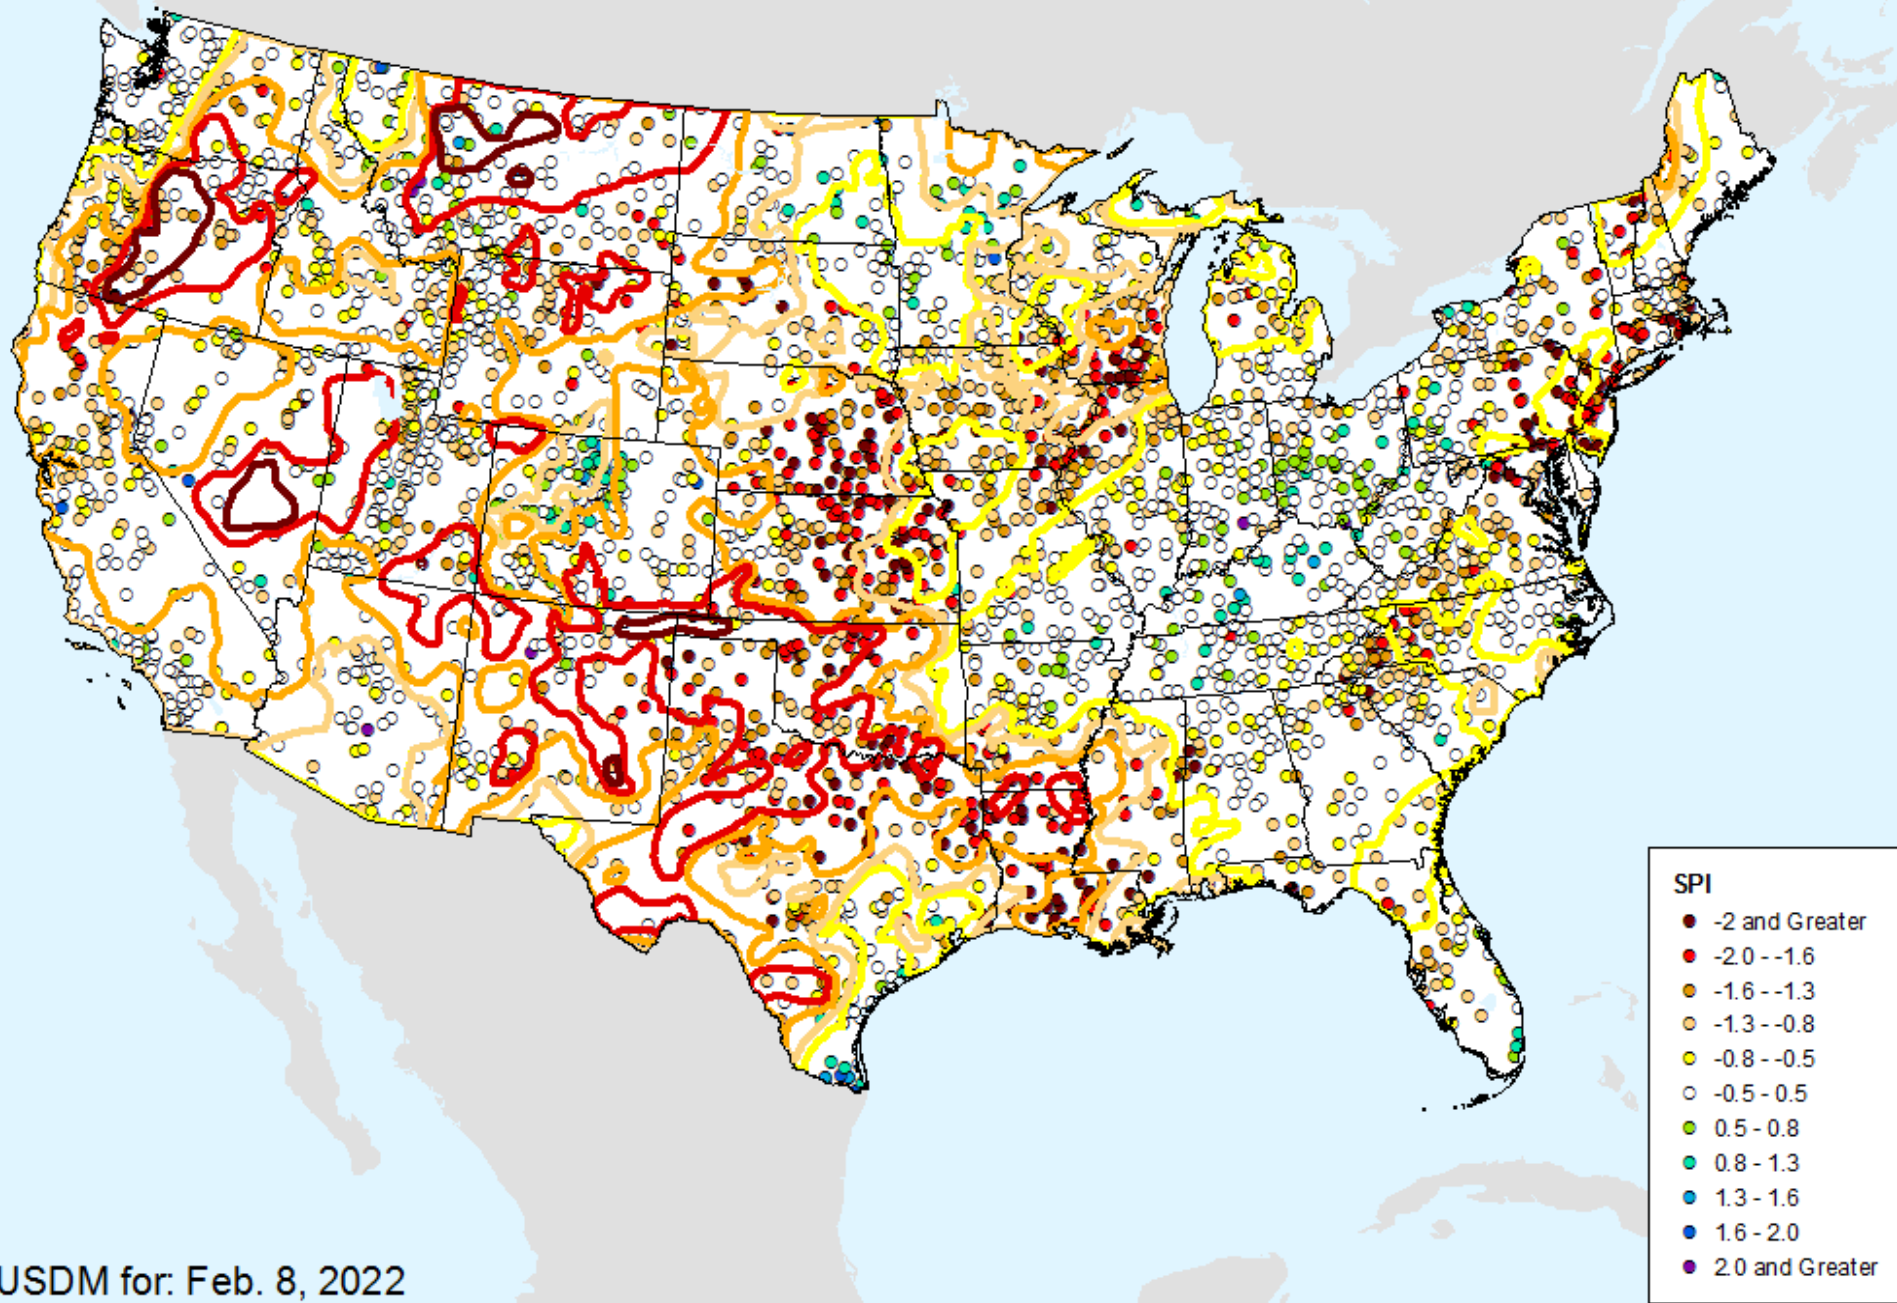 SPI
-2 and Greater
-2.0 - -1.6
-1.6 - -1.3
-1.3 - -0.8
-0.8 - -0.5
-0.5 - 0.5
0.5 - 0.8
0.8 - 1.3
1.3 - 1.6
1.6 - 2.0
2.0 and Greater
USDM for: Feb. 8, 2022